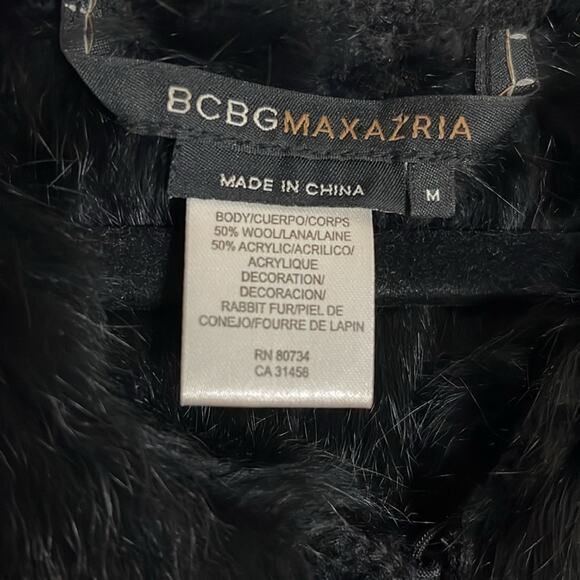 BCBGMAXAZRIA
MADE IN CHINA
M
BODY/CUERPO/CORPS
50% WOOL/LANA/LAINE
50% ACRYLIC/ACRILICO/
ACRYLIQUE
DECORATION/
DECORACION/
RABBIT FUR/PIEL DE
CONEJO/FOURRE DE LAPIN
RN 80734
CA 31456